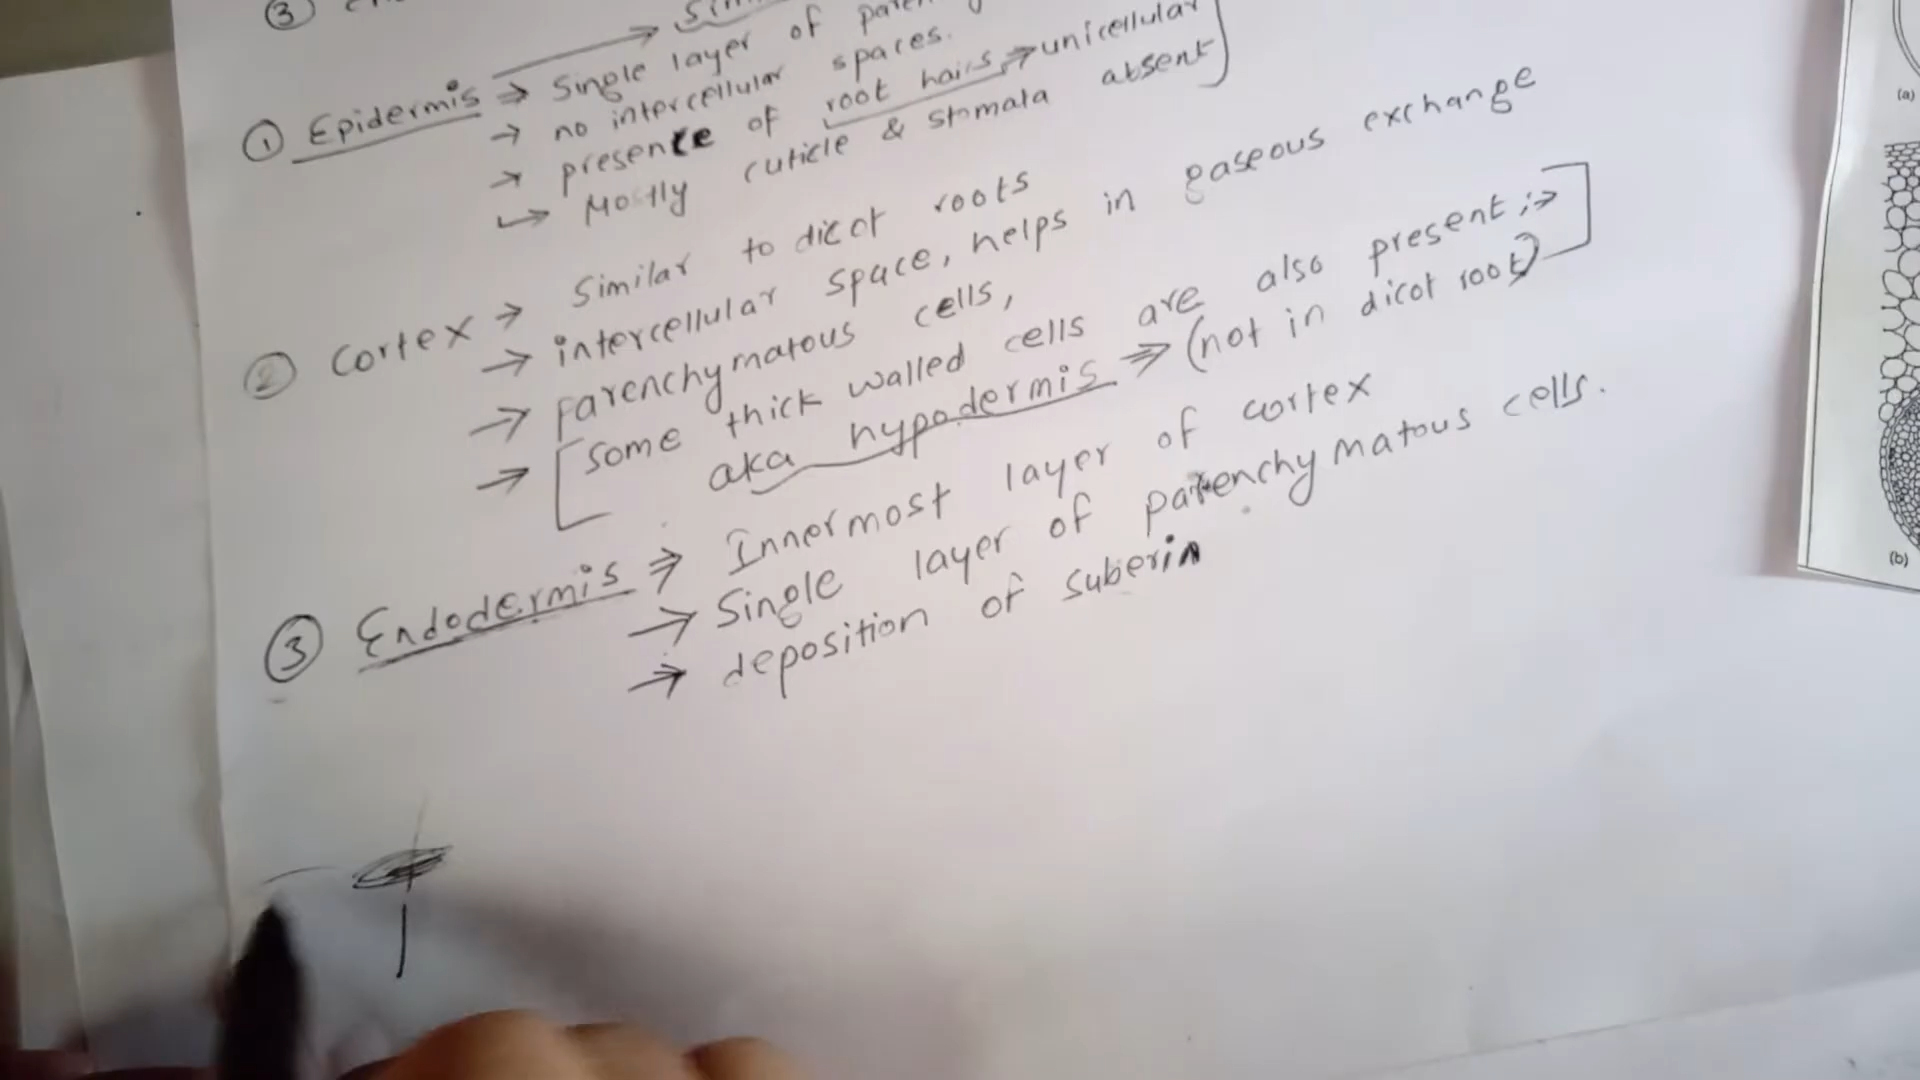 ③
① Epidermis ⇒ Single layer of
→ no intercellular spaces.
→ presence of root hairs → unicellular
↳ Mostly cuticle & stomata absent
② Cortex → Similar to dicot roots
→ intercellular space, helps in gaseous exchange
→ parenchymatous cells,
→ [some thick walled cells are also present ;→]
aka hypodermis ⇒ (not in dicot root)
③ Endodermis ⇒ Innermost layer of cortex
→ Single layer of parenchymatous cells.
→ deposition of suberin
(a)
(b)